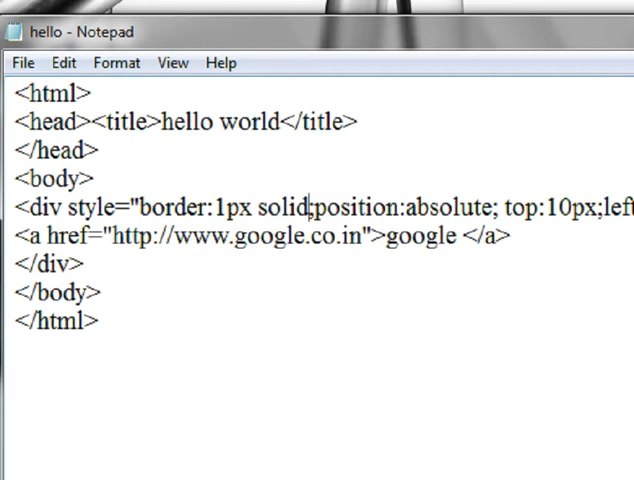 hello - Notepad
File Edit Format View Help
<html>
<head><title>hello world</title>
</head>
<body>
<div style="border:1px solid;position:absolute; top:10px;left
<a href="http://www.google.co.in">google </a>
</div>
</body>
</html>